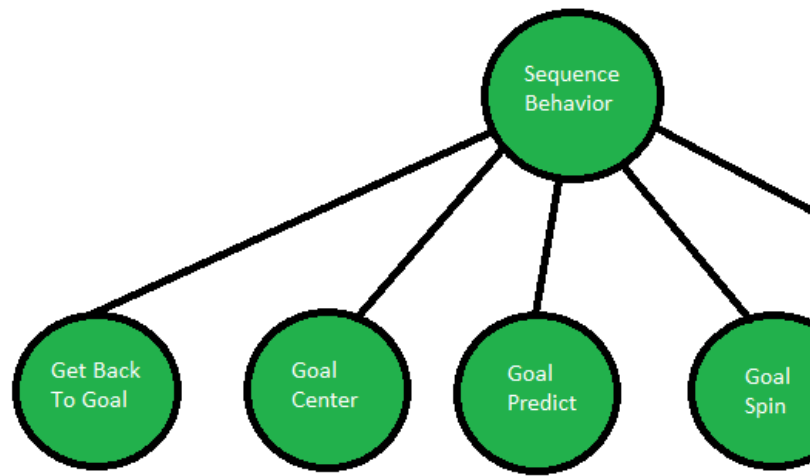 Sequence
Behavior
Get Back
To Goal
Goal
Center
Goal
Predict
Goal
Spin